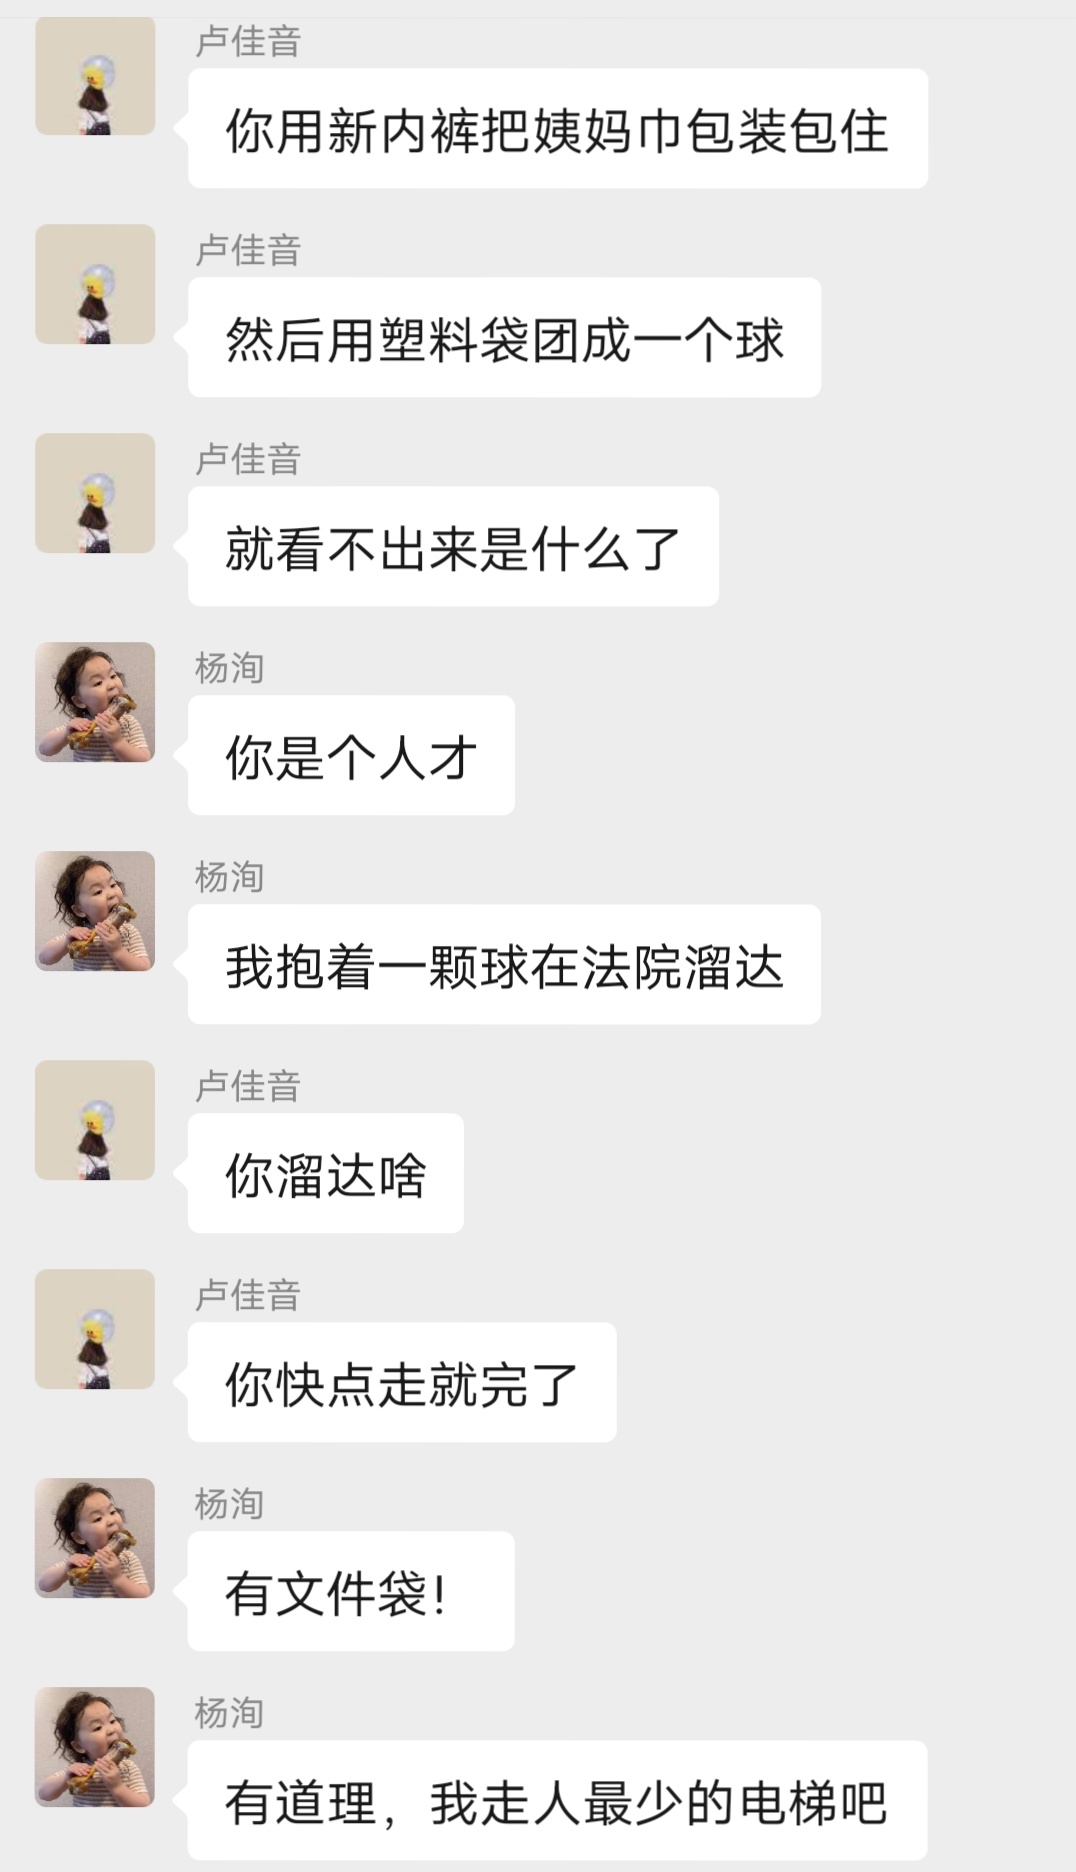 卢佳音
你用新内裤把姨妈巾包装包住
卢佳音
然后用塑料袋团成一个球
卢佳音
就看不出来是什么了
杨洵
你是个人才
杨洵
我抱着一颗球在法院溜达
卢佳音
你溜达啥
卢佳音
你快点走就完了
杨洵
有文件袋！
杨洵
有道理，我走人最少的电梯吧